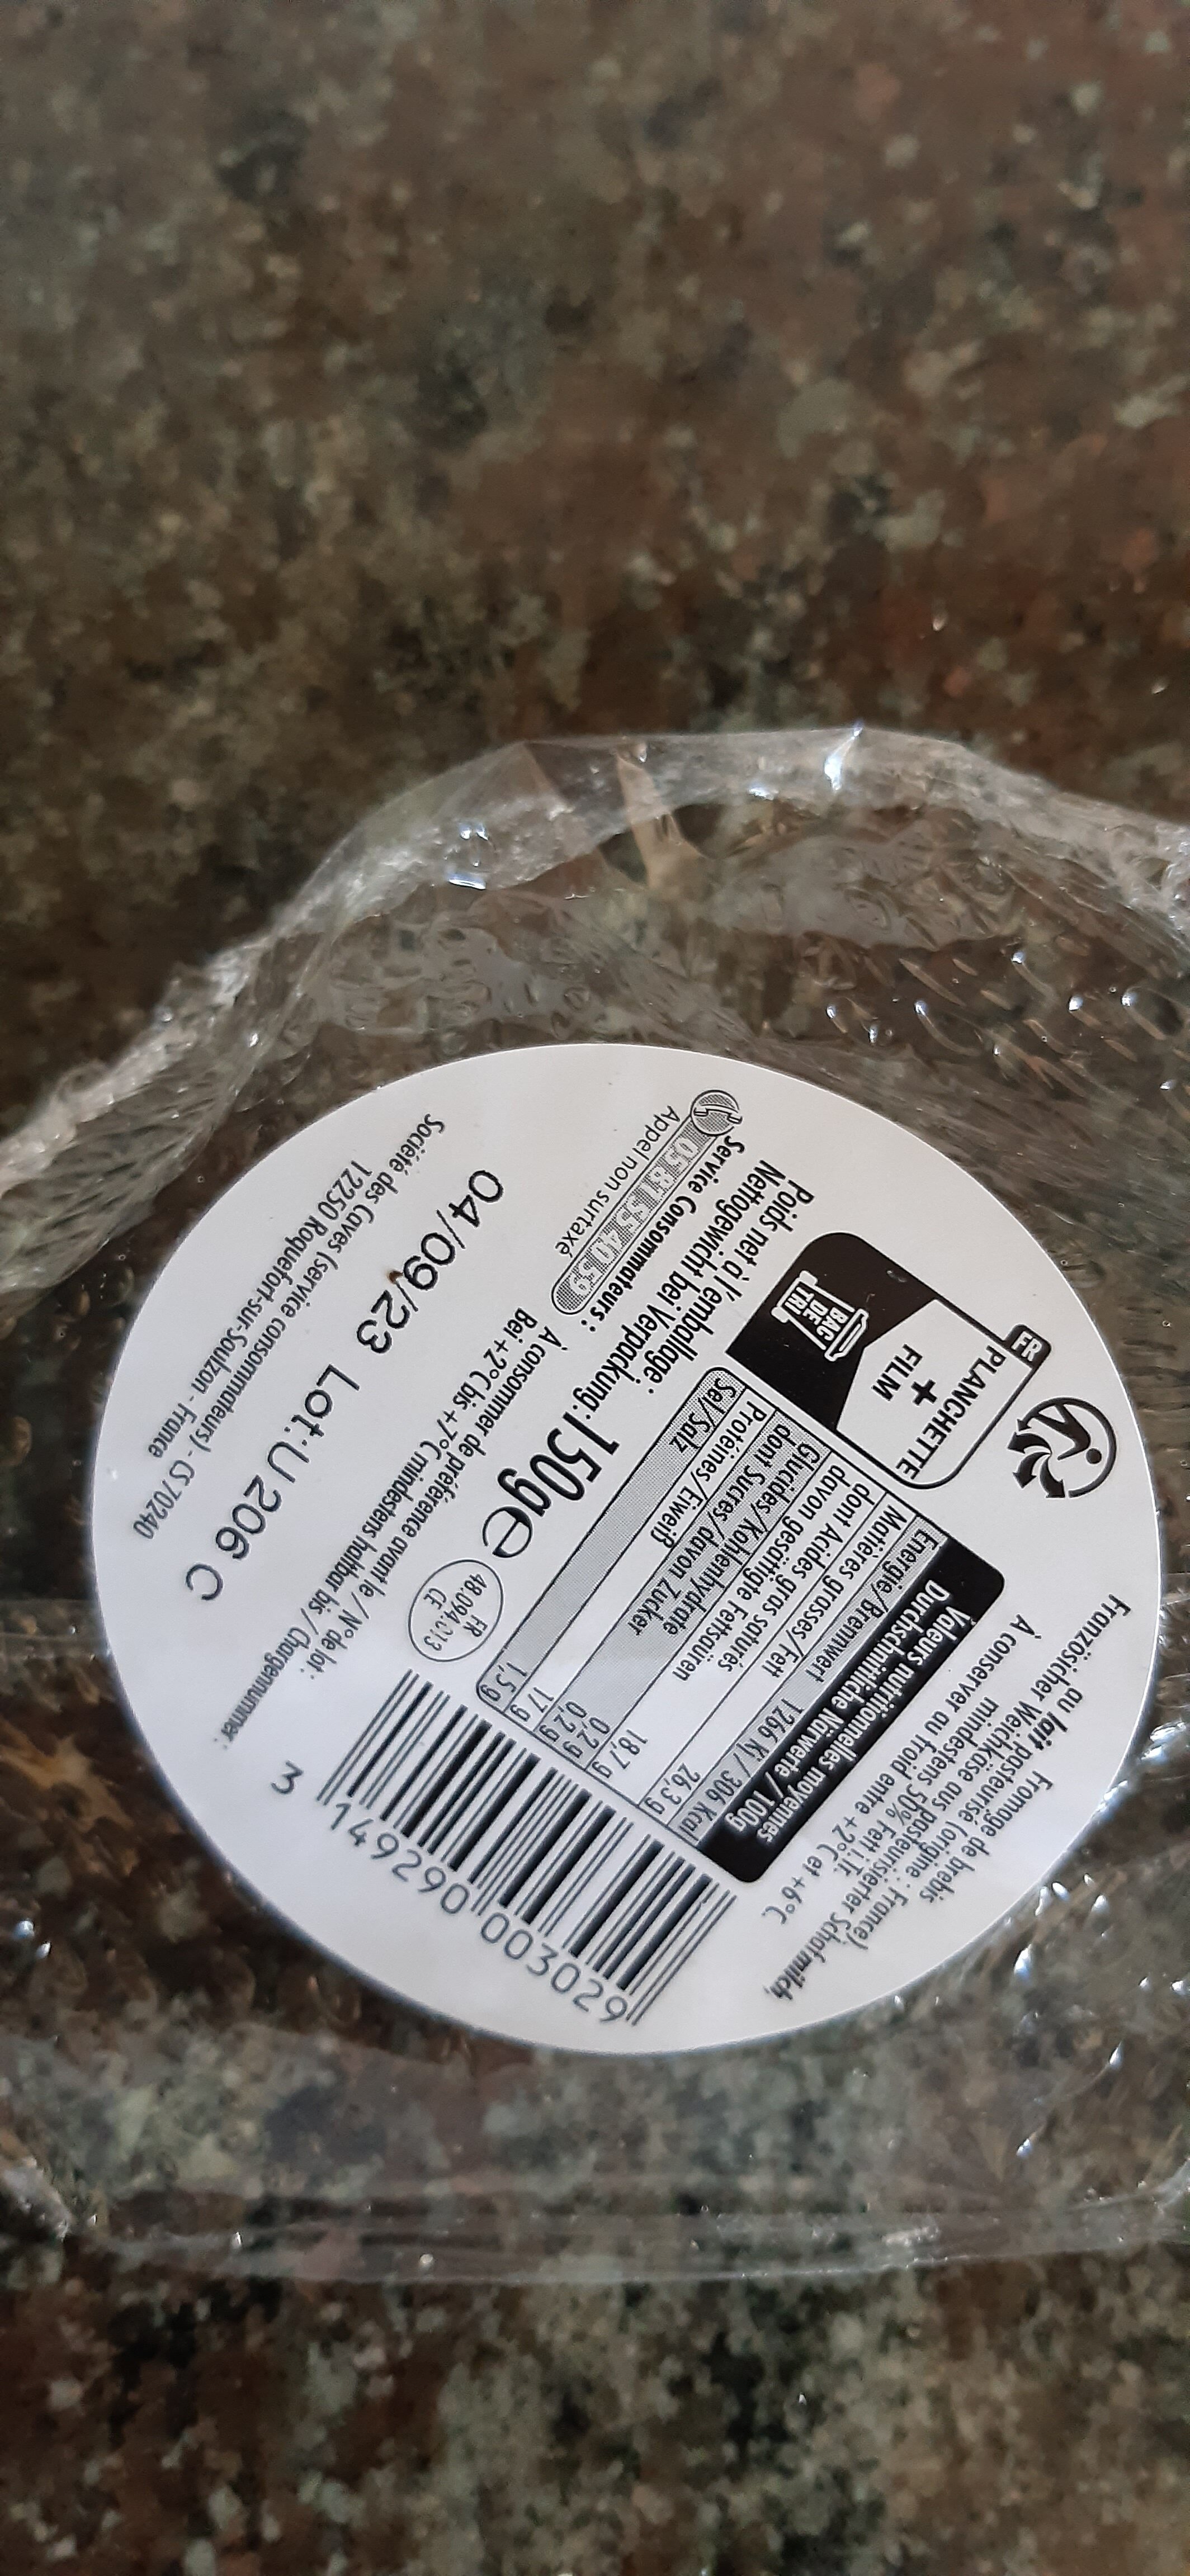 Fromage de brebis
au lait pasteurisé (origine : France)
Französicher Weichkäse aus pasteurisierter Schafmilch,
mindestens 50% Fett i.Tr.
À conserver au froid entre +2°C et +6°C.
FR
PLANCHETTE
+
FILM
BAC
DE
TRI
Valeurs nutritionnelles moyennes
Durchschnittliche Närwerte / 100g
Energie/Brennwert 1266 Kj / 306 Kcal
Matières grasses/Fett 26,3 g
dont Acides gras saturés
davon gesättigte Fettsäuren 18,7 g
Glucides/Kohlenhydrate 0,2 g
dont Sucres/davon Zucker 0,2 g
Protéines/Eiweiß 17 g
Sel/Salz 1,5 g
Poids net à l'emballage :
Nettogewicht bei Verpackung: 150g e
Service Consommateurs :
Appel non surtaxé
FR
48.094.013
CE
À consommer de préférence avant le / N° de lot :
Bei +2°C bis +7°C mindestens haltbar bis / Chargennummer :
04/09/23 Lot:U 206 C
Société des Caves (service consommateurs) - CS 70240
12250 Roquefort-sur-Soulzon - France
3 149290 003029